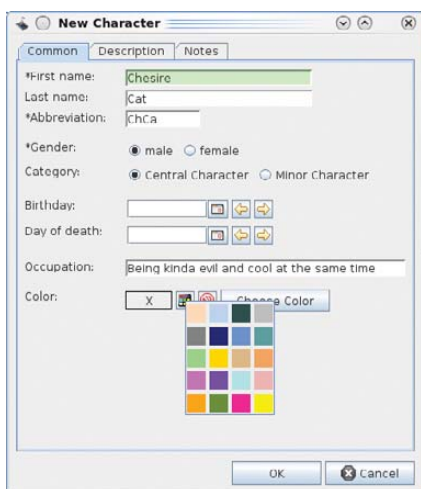 New Character
Common Description Notes
*First name: Chesire
Last name: Cat
*Abbreviation: ChCa
*Gender: male female
Category: Central Character Minor Character
Birthday:
Day of death:
Occupation: Being kinda evil and cool at the same time
Color: X Choose Color
OK Cancel